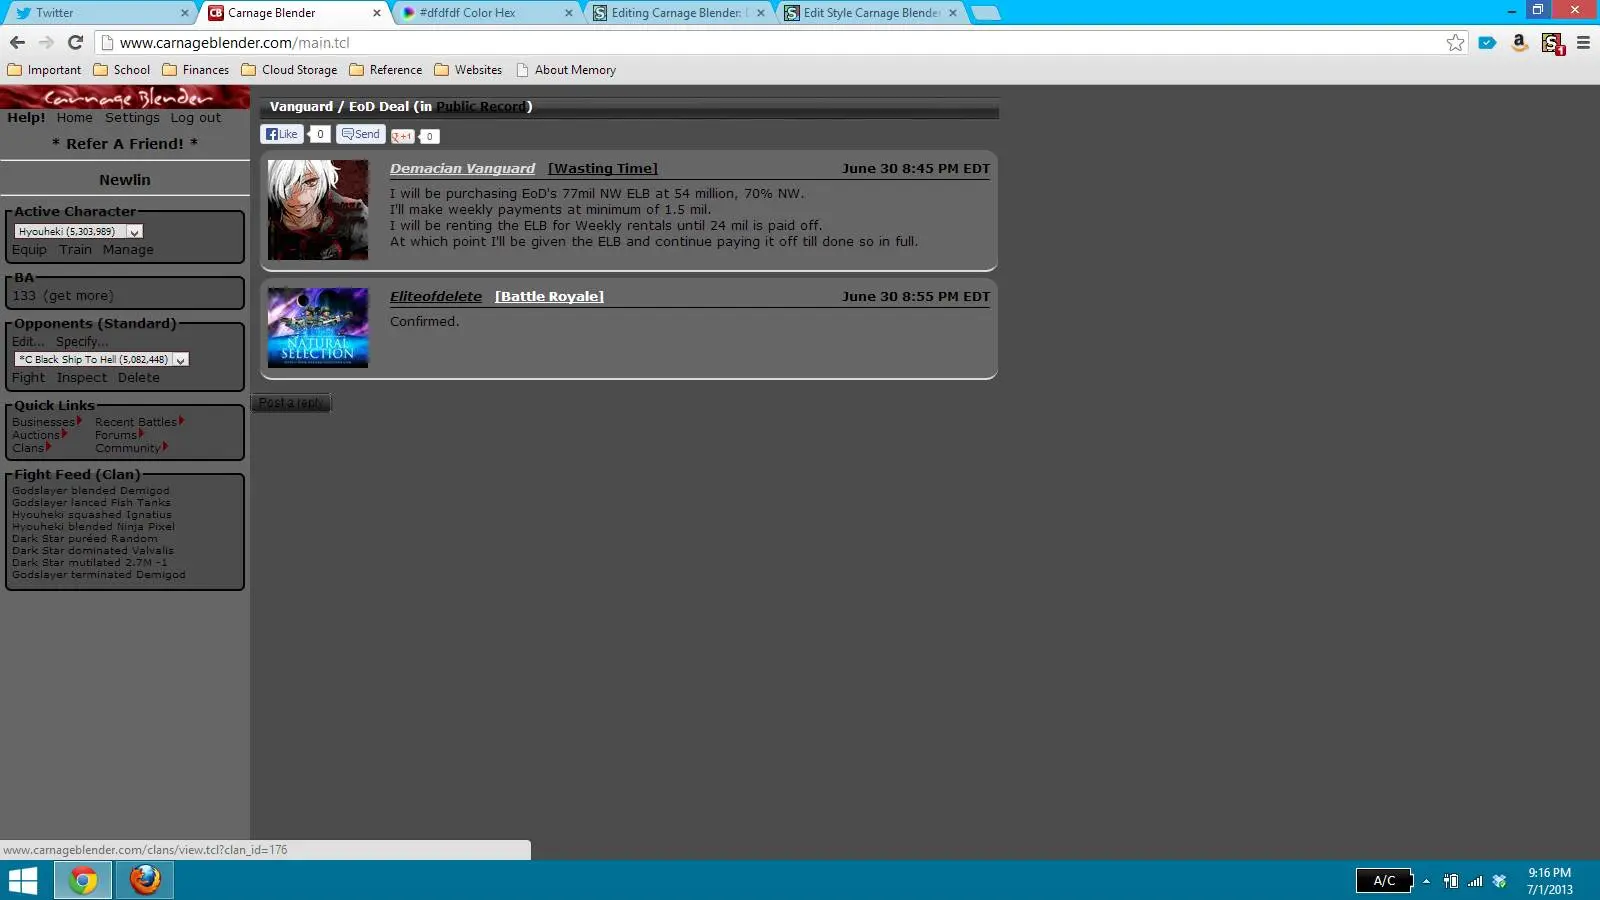 Twitter
Carnage Blender
#dfdfdf Color Hex
Editing Carnage Blender:
Edit Style Carnage Blender
www.carnageblender.com/main.tcl
Important
School
Finances
Cloud Storage
Reference
Websites
About Memory
Carnage Blender
Help! Home Settings Log out
* Refer A Friend! *
Newlin
Active Character
Hyouheki (5,303,989)
Equip Train Manage
BA
133 (get more)
Opponents (Standard)
Edit... Specify...
*C Black Ship To Hell (5,082,448)
Fight Inspect Delete
Quick Links
Businesses Recent Battles
Auctions Forums
Clans Community
Fight Feed (Clan)
Godslayer blended Demigod
Godslayer lanced Fish Tanks
Hyouheki squashed Ignatius
Hyouheki blended Ninja Pixel
Dark Star puréed Random
Dark Star dominated Valvalis
Dark Star mutilated 2.7M -1
Godslayer terminated Demigod
Vanguard / EoD Deal (in Public Record)
Like 0 Send +1 0
Demacian Vanguard [Wasting Time] June 30 8:45 PM EDT
I will be purchasing EoD's 77mil NW ELB at 54 million, 70% NW.
I'll make weekly payments at minimum of 1.5 mil.
I will be renting the ELB for Weekly rentals until 24 mil is paid off.
At which point I'll be given the ELB and continue paying it off till done so in full.
Eliteofdelete [Battle Royale] June 30 8:55 PM EDT
Confirmed.
NATURAL
SELECTION
Post a reply
www.carnageblender.com/clans/view.tcl?clan_id=176
A/C
9:16 PM
7/1/2013